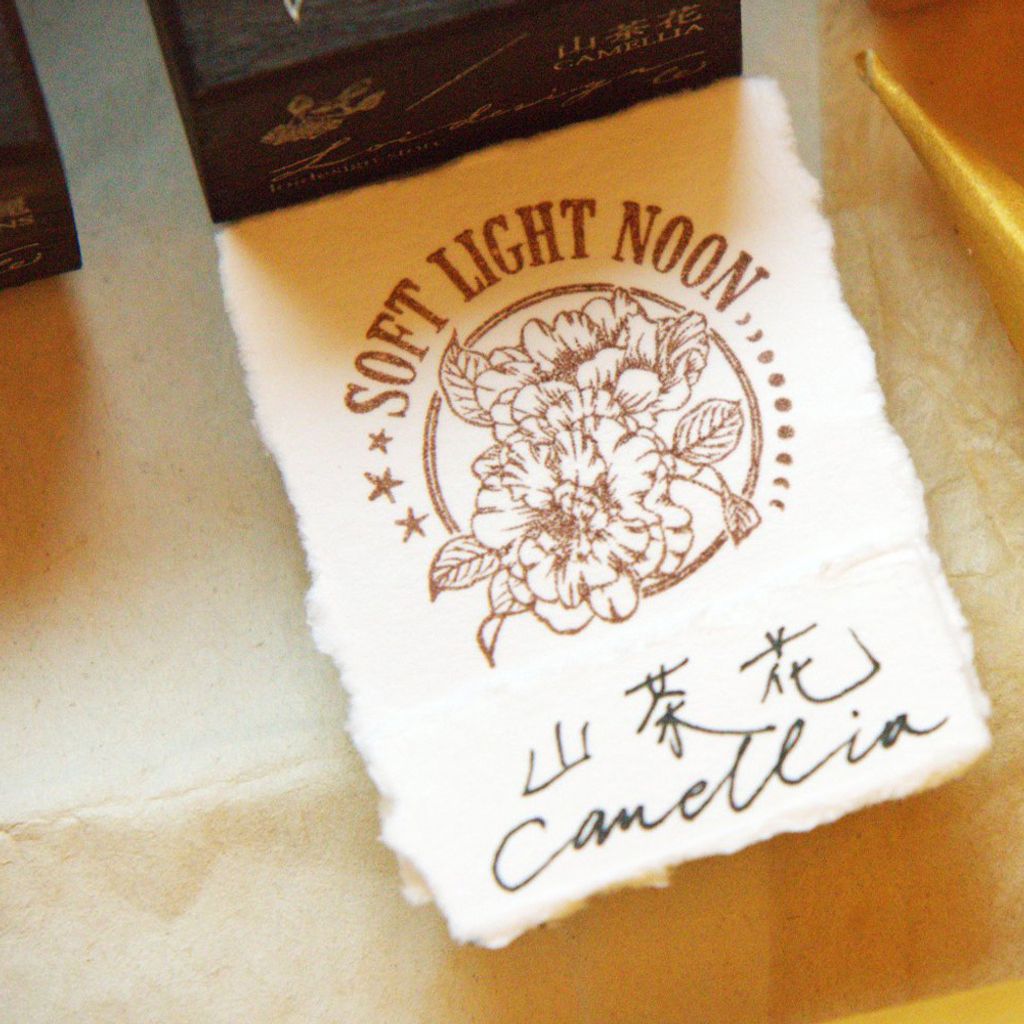 山茶花
CAMELLIA
SOFT LIGHT NOON
山茶花
Camellia